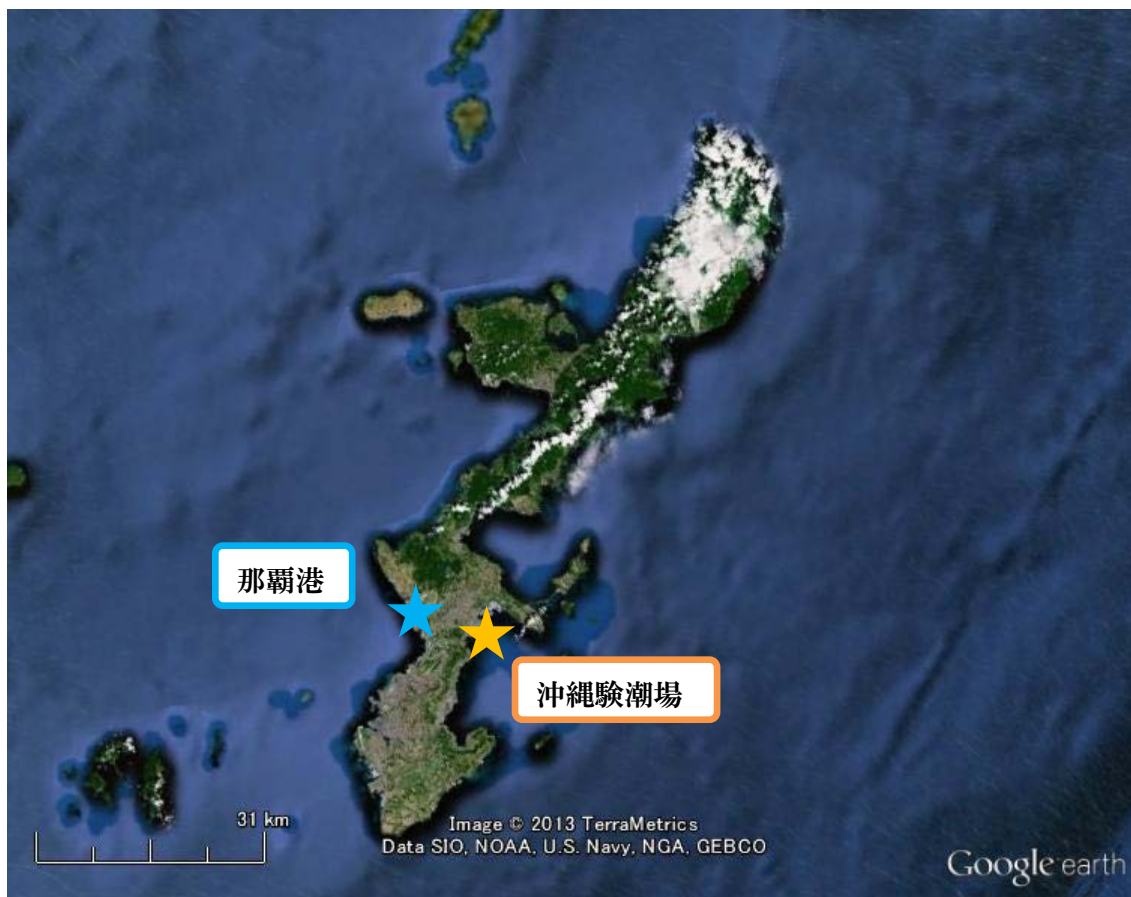 那覇港
沖縄験潮場
31 km
Image © 2013 TerraMetrics
Data SIO, NOAA, U.S. Navy, NGA, GEBCO
Google earth